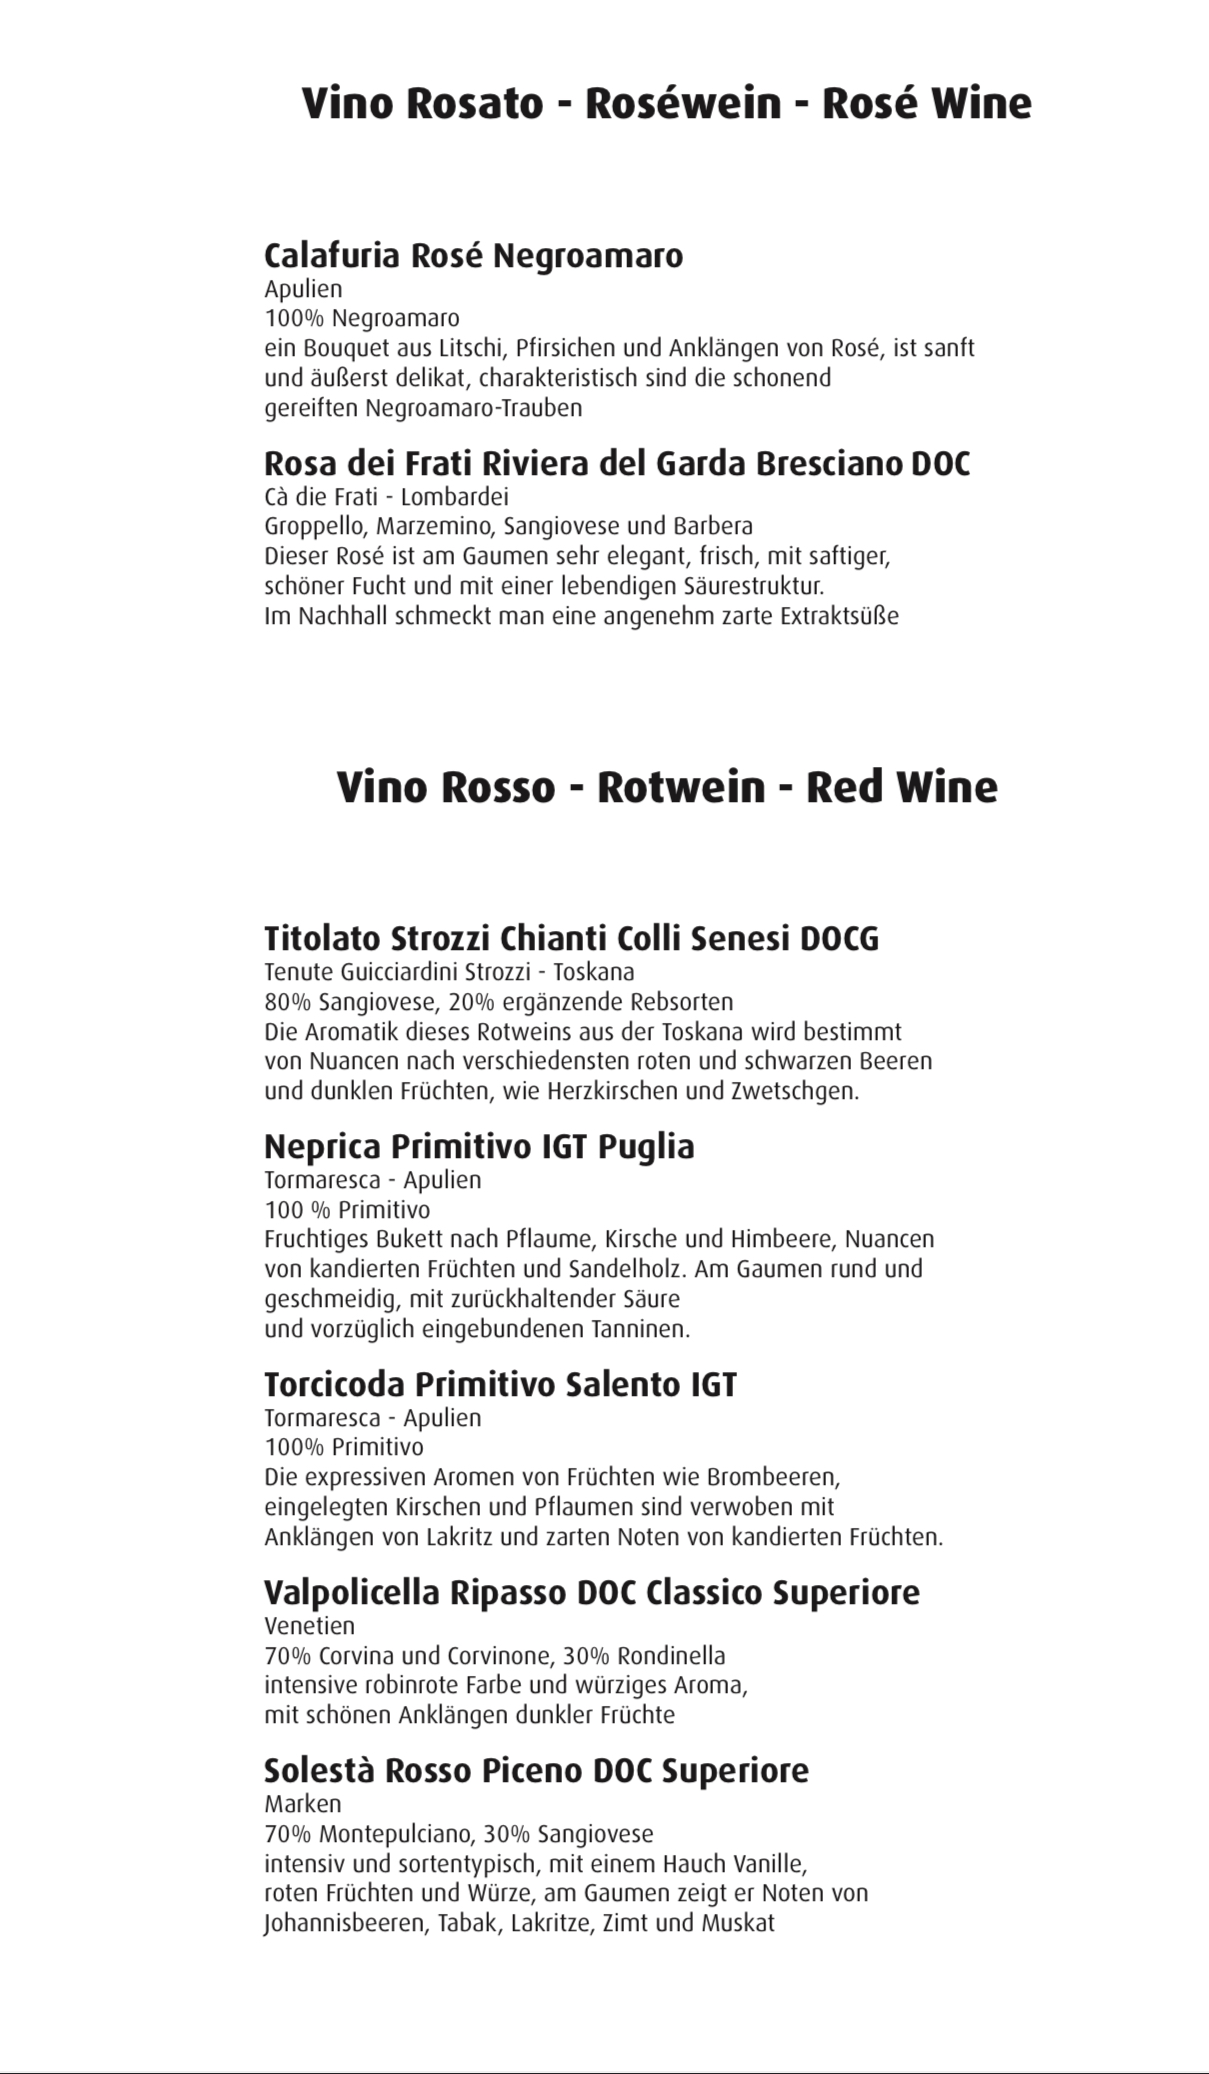 Vino Rosato - Roséwein - Rosé Wine
Calafuria Rosé Negroamaro
Apulien
100% Negroamaro
ein Bouquet aus Litschi, Pfirsichen und Anklängen von Rosé, ist sanft
und äußerst delikat, charakteristisch sind die schonend
gereiften Negroamaro-Trauben
Rosa dei Frati Riviera del Garda Bresciano DOC
Cà die Frati - Lombardei
Groppello, Marzemino, Sangiovese und Barbera
Dieser Rosé ist am Gaumen sehr elegant, frisch, mit saftiger,
schöner Fucht und mit einer lebendigen Säurestruktur.
Im Nachhall schmeckt man eine angenehm zarte Extraktsüße
Vino Rosso - Rotwein - Red Wine
Titolato Strozzi Chianti Colli Senesi DOCG
Tenute Guicciardini Strozzi - Toskana
80% Sangiovese, 20% ergänzende Rebsorten
Die Aromatik dieses Rotweins aus der Toskana wird bestimmt
von Nuancen nach verschiedensten roten und schwarzen Beeren
und dunklen Früchten, wie Herzkirschen und Zwetschgen.
Neprica Primitivo IGT Puglia
Tormaresca - Apulien
100 % Primitivo
Fruchtiges Bukett nach Pflaume, Kirsche und Himbeere, Nuancen
von kandierten Früchten und Sandelholz. Am Gaumen rund und
geschmeidig, mit zurückhaltender Säure
und vorzüglich eingebundenen Tanninen.
Torcicoda Primitivo Salento IGT
Tormaresca - Apulien
100% Primitivo
Die expressiven Aromen von Früchten wie Brombeeren,
eingelegten Kirschen und Pflaumen sind verwoben mit
Anklängen von Lakritz und zarten Noten von kandierten Früchten.
Valpolicella Ripasso DOC Classico Superiore
Venetien
70% Corvina und Corvinone, 30% Rondinella
intensive robinrote Farbe und würziges Aroma,
mit schönen Anklängen dunkler Früchte
Solestà Rosso Piceno DOC Superiore
Marken
70% Montepulciano, 30% Sangiovese
intensiv und sortentypisch, mit einem Hauch Vanille,
roten Früchten und Würze, am Gaumen zeigt er Noten von
Johannisbeeren, Tabak, Lakritze, Zimt und Muskat